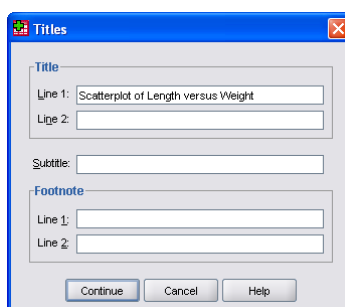 Titles
Title
Line 1: Scatterplot of Length versus Weight
Line 2:
Subtitle:
Footnote
Line 1:
Line 2:
Continue Cancel Help